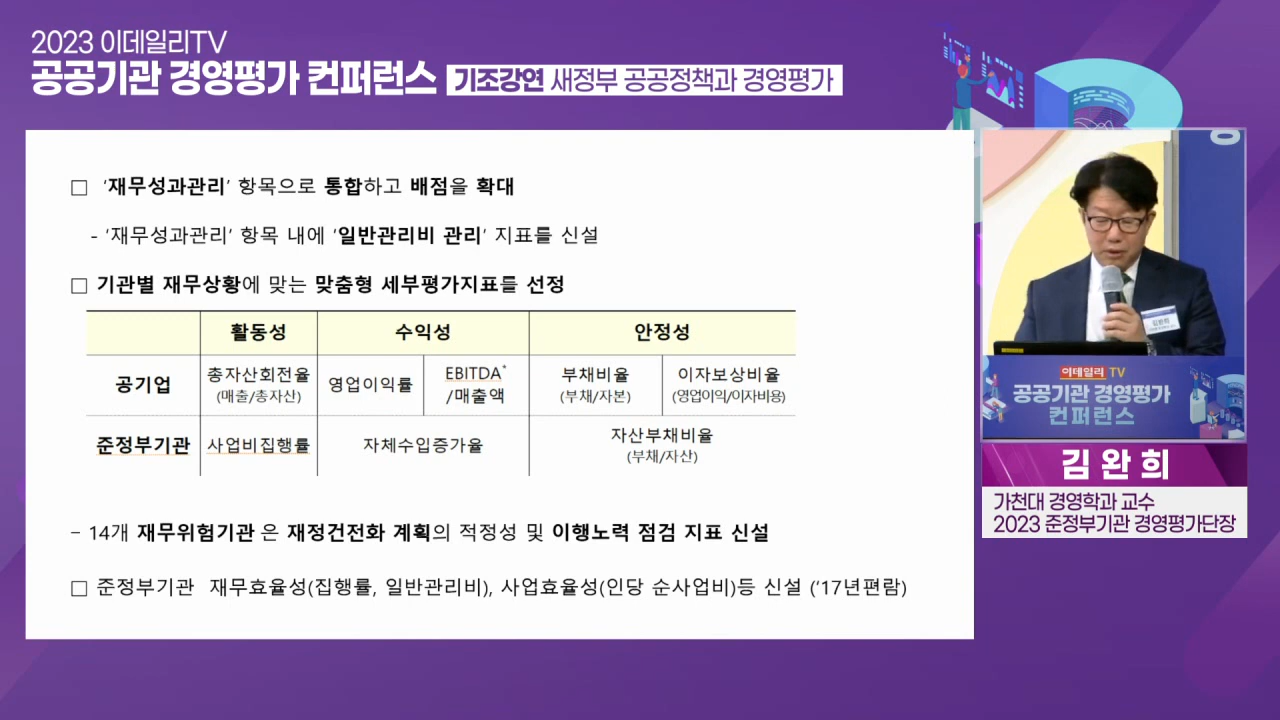 2023 이데일리TV
공공기관 경영평가 컨퍼런스 기조강연 새정부 공공정책과 경영평가
□ '재무성과관리' 항목으로 통합하고 배점을 확대
- '재무성과관리' 항목 내에 '일반관리비 관리' 지표를 신설
□ 기관별 재무상황에 맞는 맞춤형 세부평가지표를 선정
활동성 수익성 안정성
공기업 총자산회전율 영업이익률 EBITDA* 부채비율 이자보상비율
(매출/총자산) /매출액 (부채/자본) (영업이익/이자비용)
준정부기관 사업비집행률 자체수입증가율 자산부채비율
(부채/자산)
- 14개 재무위험기관 은 재정건전화 계획의 적정성 및 이행노력 점검 지표 신설
□ 준정부기관 재무효율성(집행률, 일반관리비), 사업효율성(인당 순사업비)등 신설 ('17년편람)
이데일리 TV
공공기관 경영평가
컨퍼런스
김완희
가천대 경영학과 교수
2023 준정부기관 경영평가단장